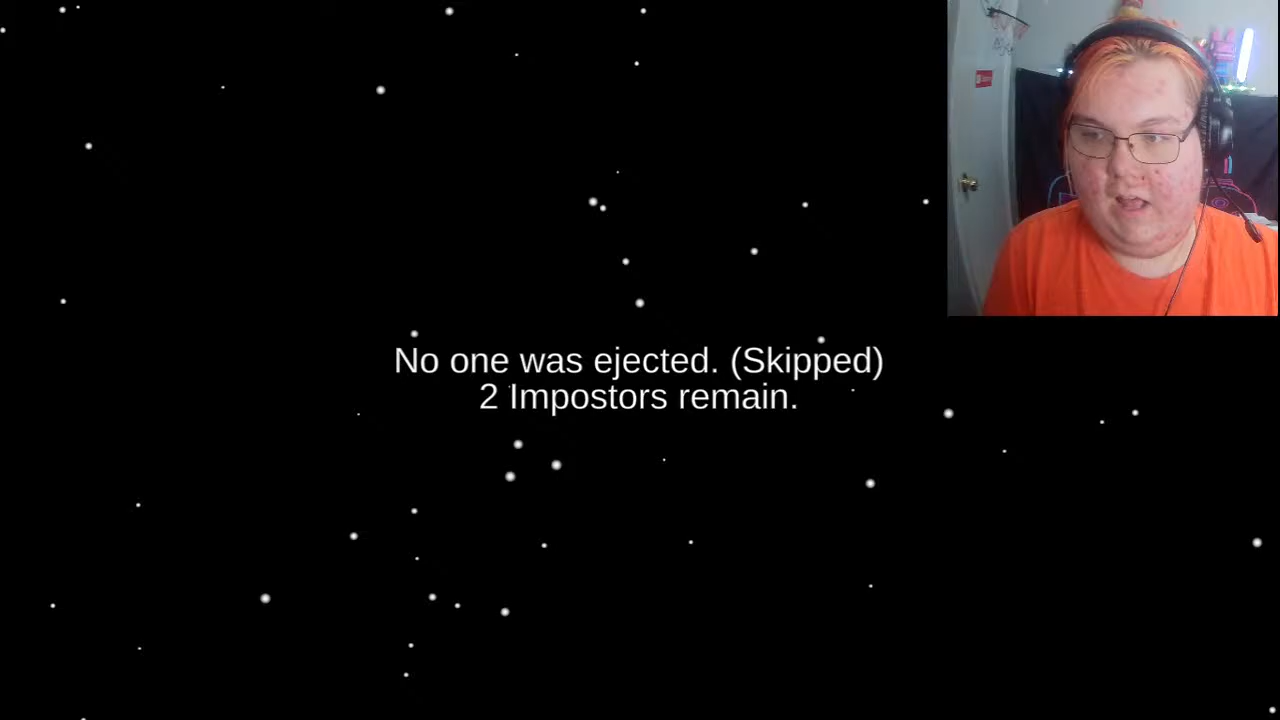 No one was ejected. (Skipped)
2 Impostors remain.